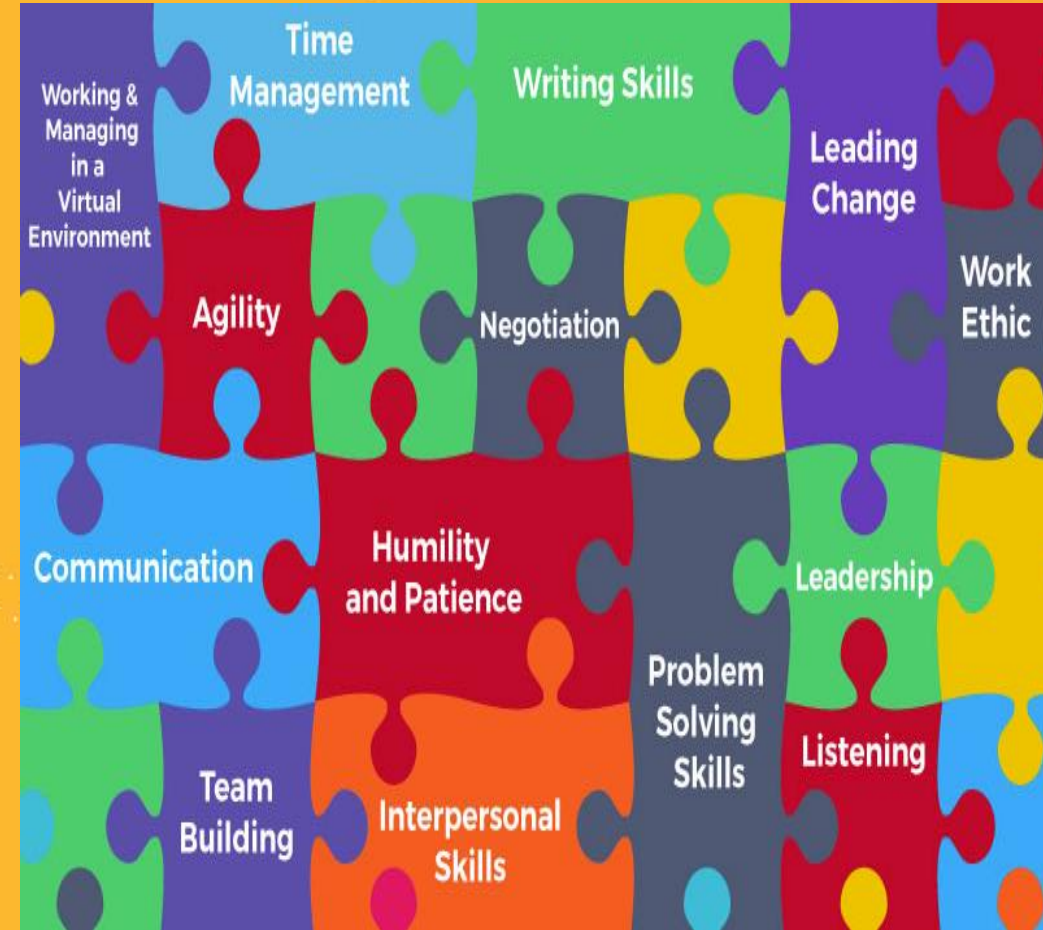 Working &
Managing
in a
Virtual
Environment
Time
Management
Writing Skills
Leading
Change
Agility
Negotiation
Work
Ethic
Communication
Humility
and Patience
Leadership
Problem
Solving
Skills
Team
Building
Interpersonal
Skills
Listening